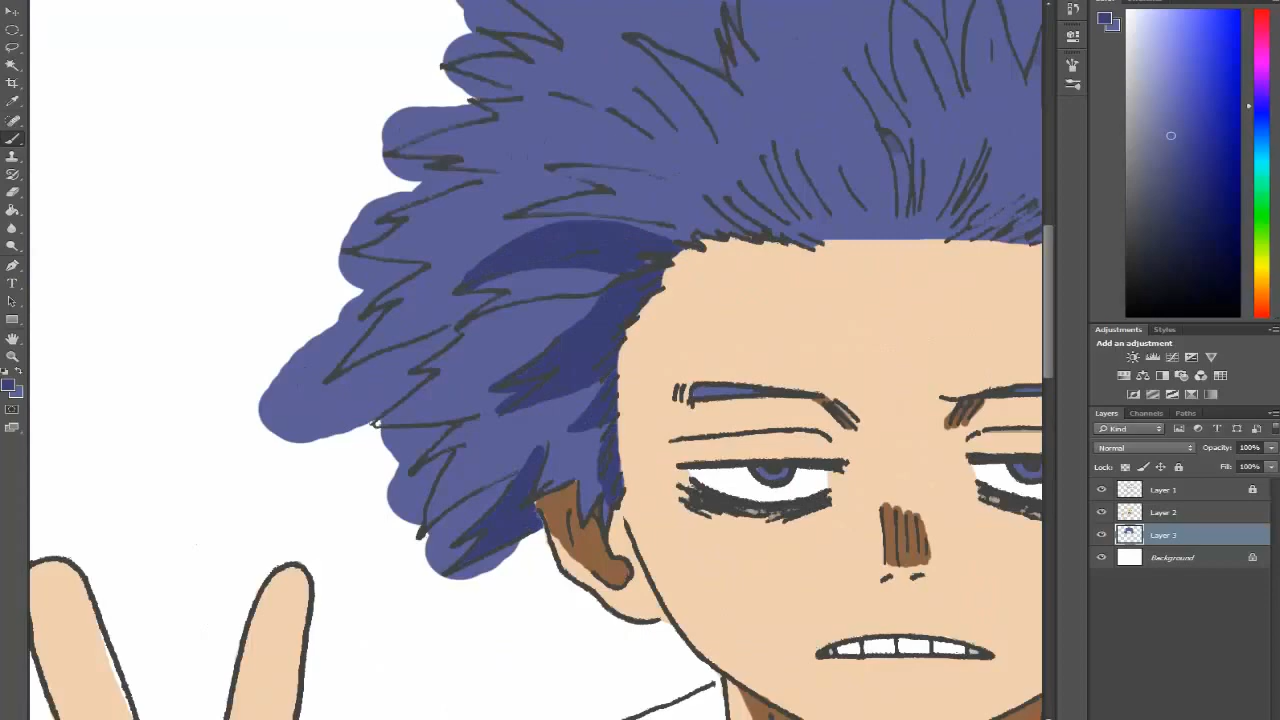 Adjustments Styles
Add an adjustment
Layers Channels Paths
Kind
Normal Opacity: 100%
Lock: Fill: 100%
Layer 1
Layer 2
Layer 3
Background